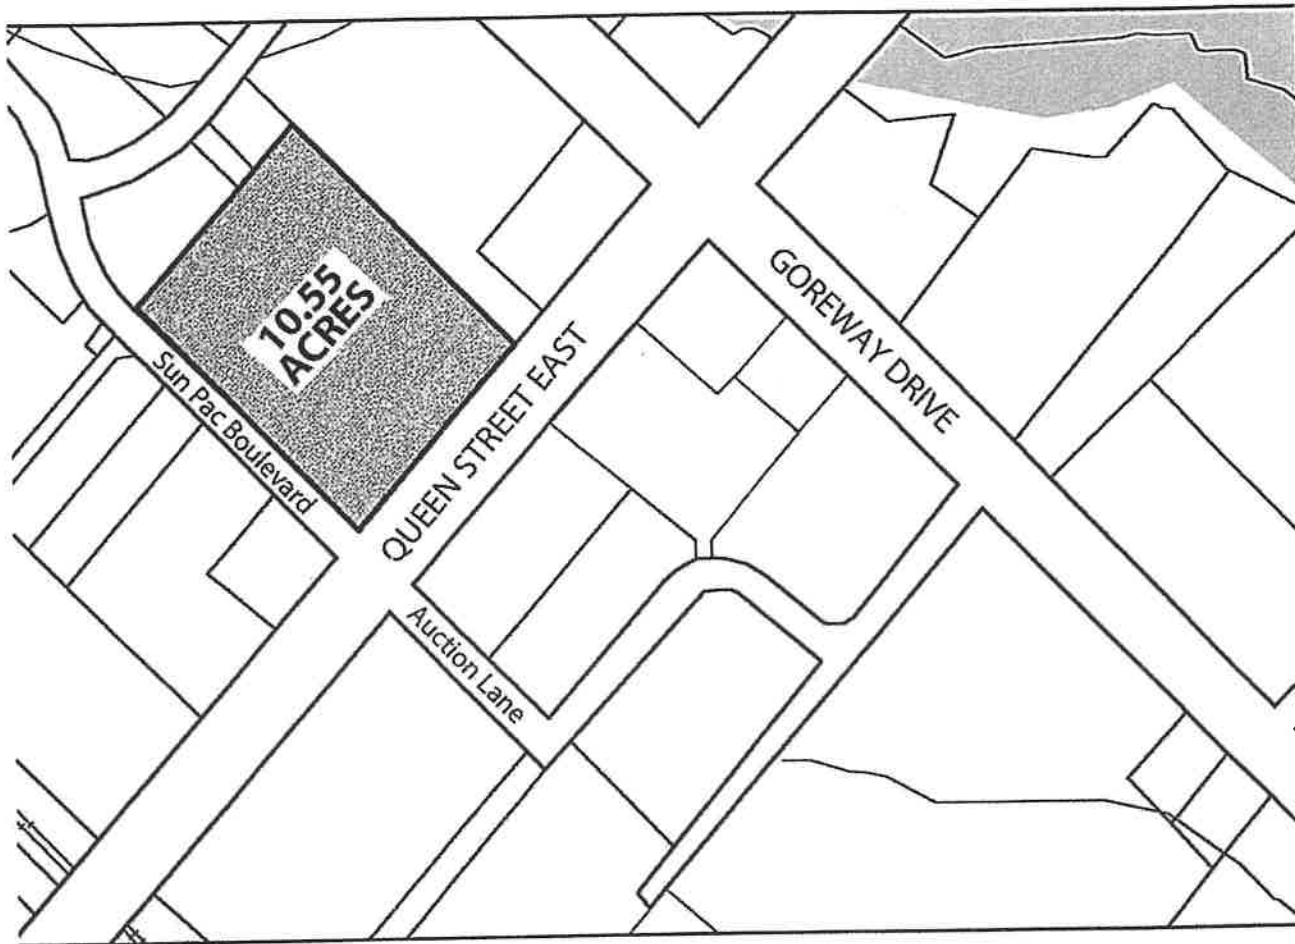 10.55
ACRES
Sun Pac Boulevard
QUEEN STREET EAST
GOREWAY DRIVE
Auction Lane